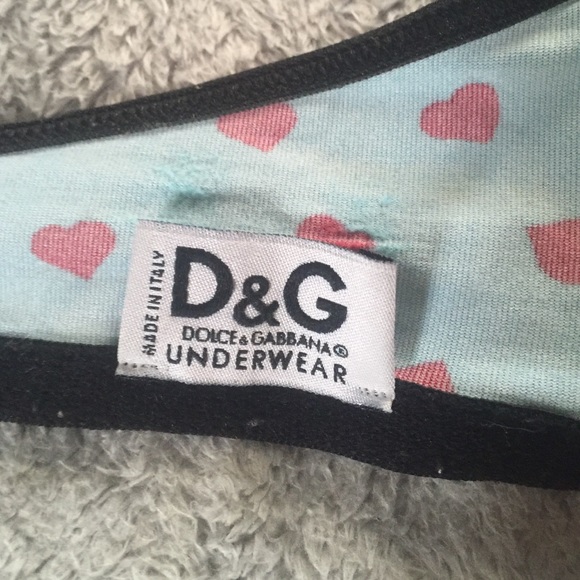 MADE IN ITALY
D&G
DOLCE & GABBANA®
UNDERWEAR